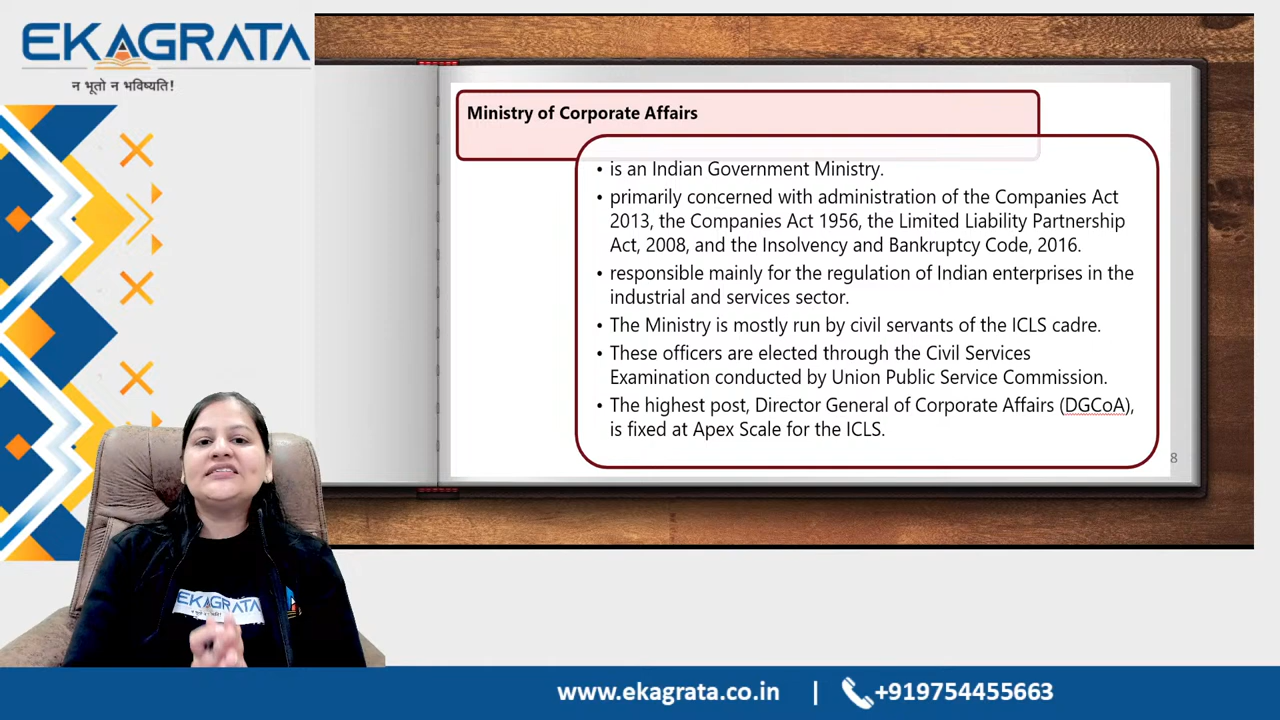 EKAGRATA
न भूतो न भविष्यति!
Ministry of Corporate Affairs
• is an Indian Government Ministry.
• primarily concerned with administration of the Companies Act
2013, the Companies Act 1956, the Limited Liability Partnership
Act, 2008, and the Insolvency and Bankruptcy Code, 2016.
• responsible mainly for the regulation of Indian enterprises in the
industrial and services sector.
• The Ministry is mostly run by civil servants of the ICLS cadre.
• These officers are elected through the Civil Services
Examination conducted by Union Public Service Commission.
• The highest post, Director General of Corporate Affairs (DGCoA),
is fixed at Apex Scale for the ICLS.
8
EKAGRATA
न भूतो न भविष्यति!
www.ekagrata.co.in | +919754455663